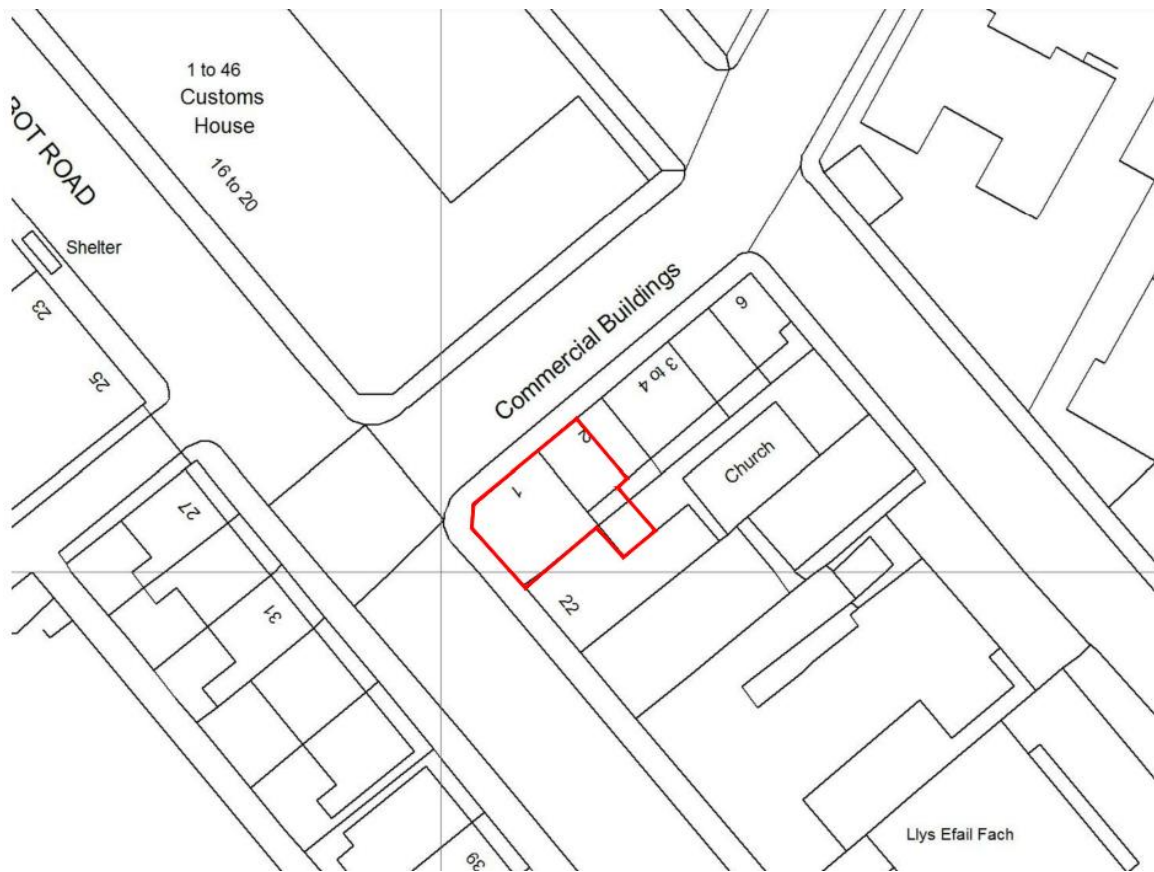 1 to 46
Customs
House
16 to 20
BOT ROAD
Shelter
23
25
Commercial Buildings
6
3 to 4
2
1
Church
27
31
22
39
Llys Efail Fach